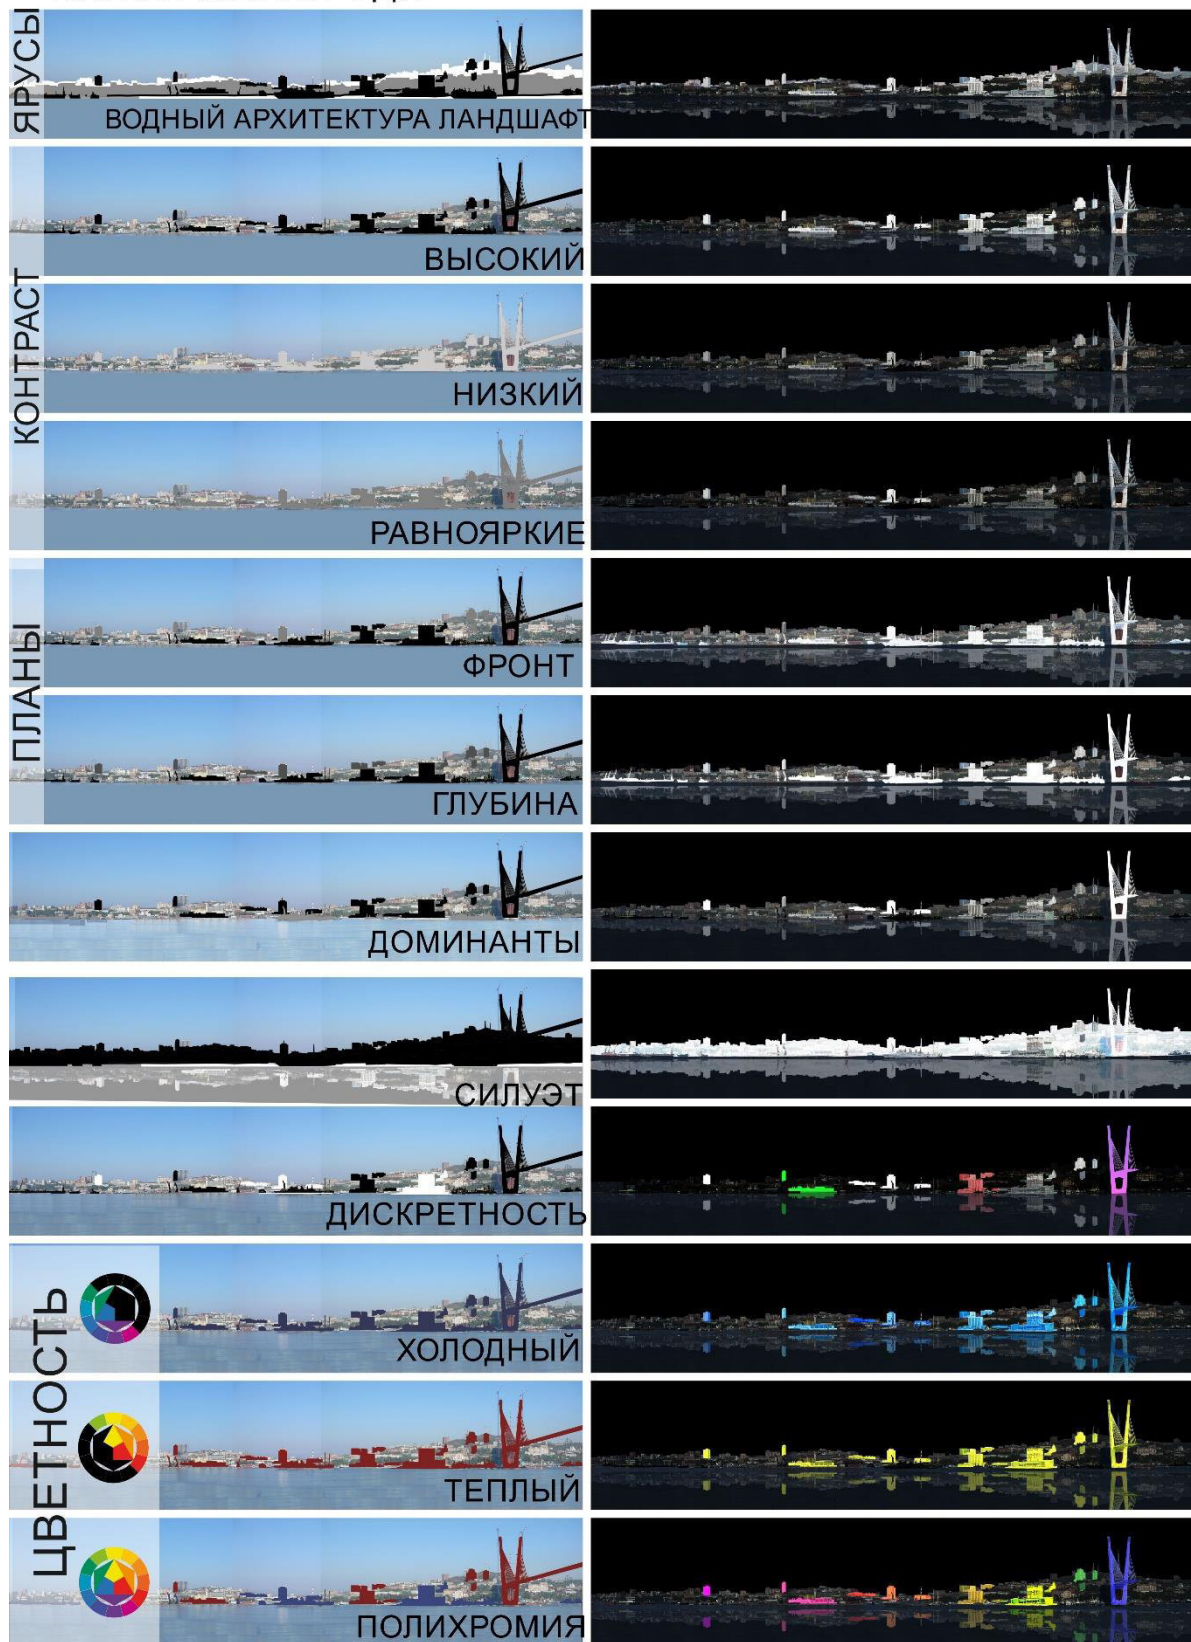 ЯРУСЫ
ВОДНЫЙ АРХИТЕКТУРА ЛАНДШАФТ
КОНТРАСТ
ВЫСОКИЙ
НИЗКИЙ
РАВНОЯРКИЕ
ПЛАНЫ
ФРОНТ
ГЛУБИНА
ДОМИНАНТЫ
СИЛУЭТ
ДИСКРЕТНОСТЬ
ЦВЕТНОСТЬ
ХОЛОДНЫЙ
ТЕПЛЫЙ
ПОЛИХРОМИЯ